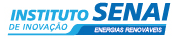 INSTITUTO SENAI
DE INOVAÇÃO
ENERGIAS RENOVÁVEIS